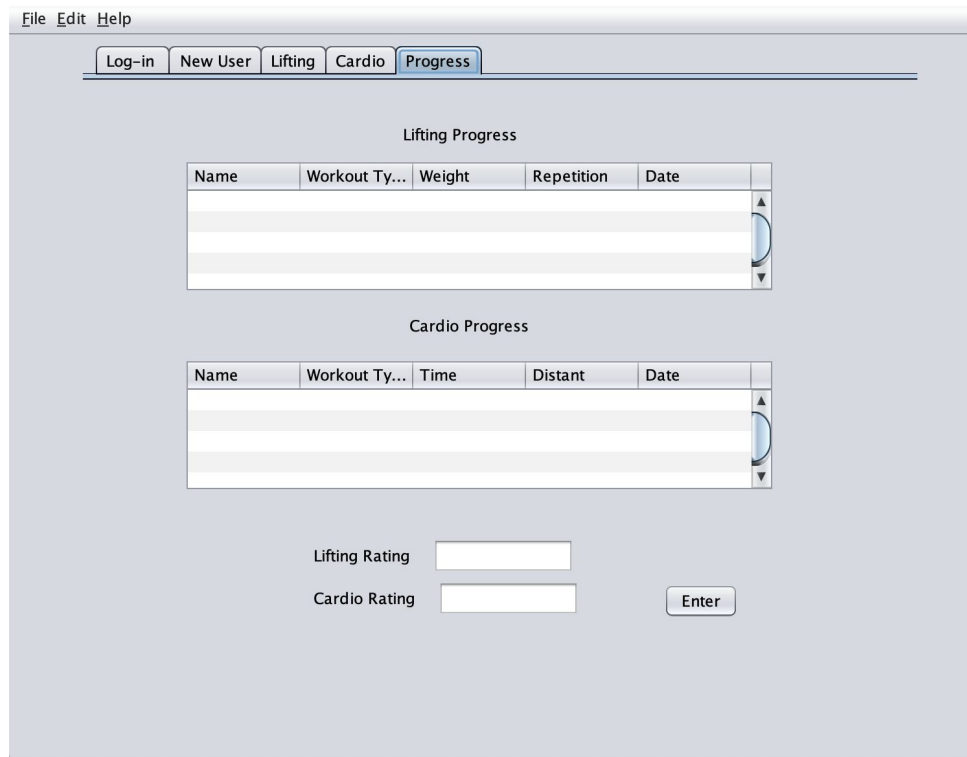 File Edit Help
Log-in New User Lifting Cardio Progress
Lifting Progress
Name Workout Ty... Weight Repetition Date
Cardio Progress
Name Workout Ty... Time Distant Date
Lifting Rating
Cardio Rating
Enter